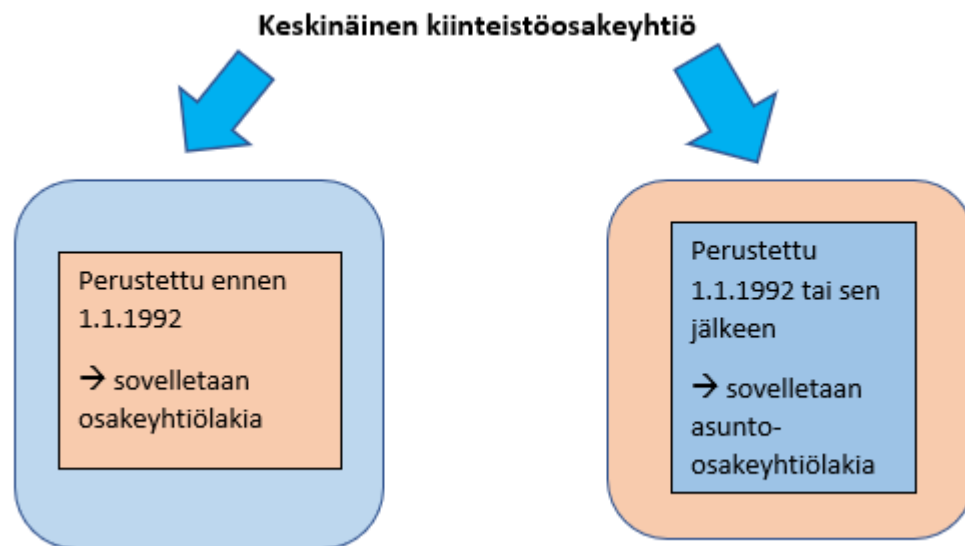 Keskinäinen kiinteistöosakeyhtiö
Perustettu ennen
1.1.1992
→ sovelletaan
osakeyhtiölakia
Perustettu
1.1.1992 tai sen
jälkeen
→ sovelletaan
asunto-
osakeyhtiölakia